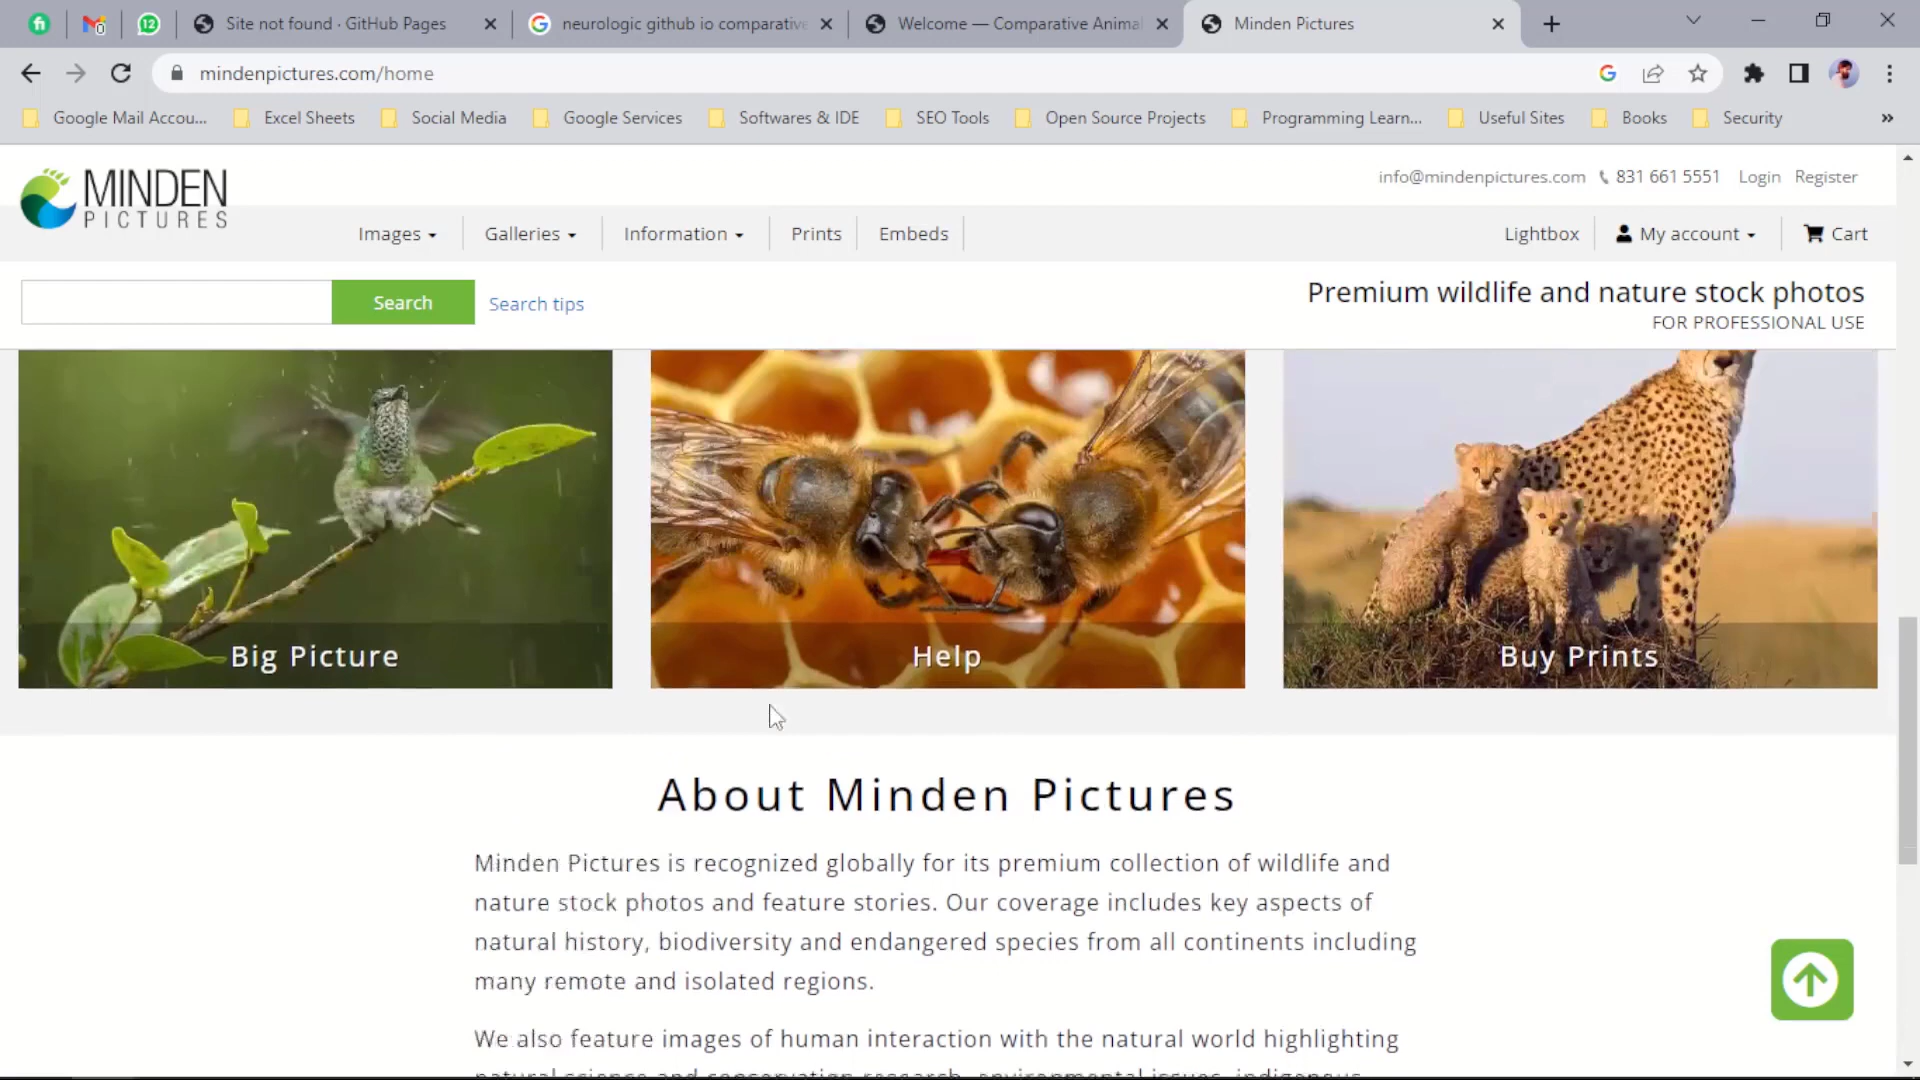 Site not found · GitHub Pages
neurologic github io comparative
Welcome — Comparative Animal
Minden Pictures
mindenpictures.com/home
Google Mail Accou...
Excel Sheets
Social Media
Google Services
Softwares & IDE
SEO Tools
Open Source Projects
Programming Learn...
Useful Sites
Books
Security
»
MINDEN
PICTURES
info@mindenpictures.com
831 661 5551
Login
Register
Images
Galleries
Information
Prints
Embeds
Lightbox
My account
Cart
Search
Search tips
Premium wildlife and nature stock photos
FOR PROFESSIONAL USE
Big Picture
Help
Buy Prints
About Minden Pictures
Minden Pictures is recognized globally for its premium collection of wildlife and
nature stock photos and feature stories. Our coverage includes key aspects of
natural history, biodiversity and endangered species from all continents including
many remote and isolated regions.
We also feature images of human interaction with the natural world highlighting
natural science and conservation research, environmental issues, indigenous